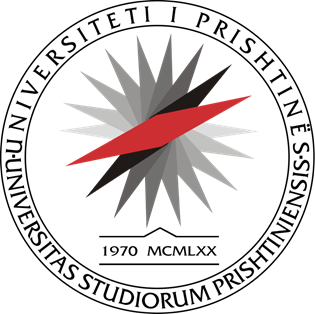 UNIVERSITETI I PRISHTINËS
UNIVERSITAS STUDIORUM PRISHTINIENSIS
1970 MCMLXX